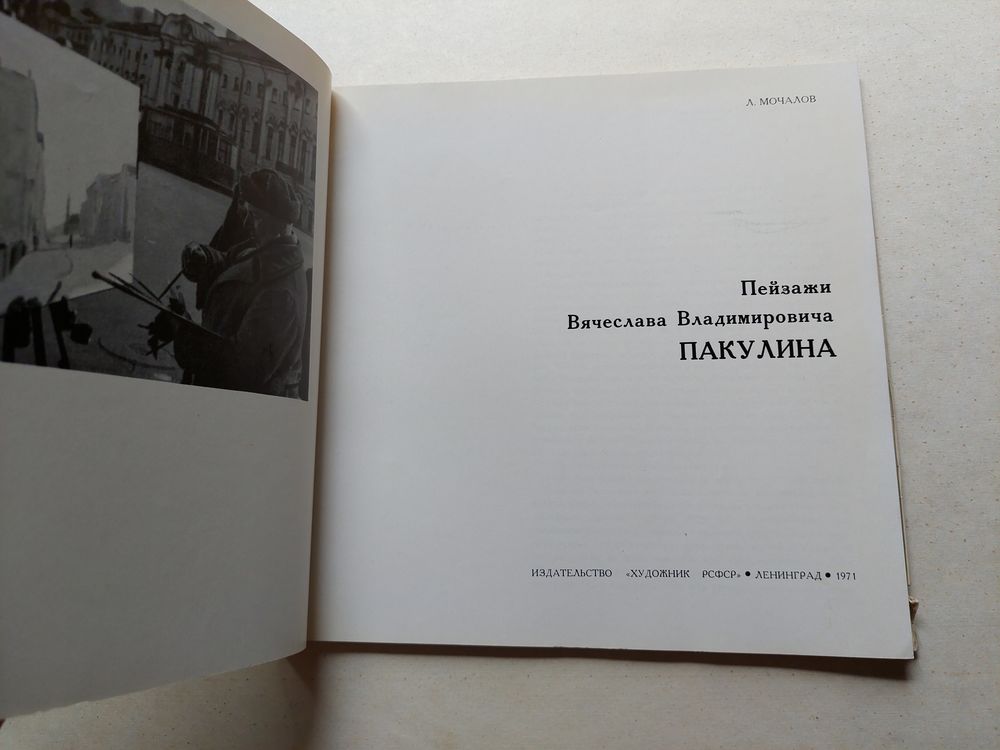 Л. МОЧАЛОВ
Пейзажи
Вячеслава Владимировича
ПАКУЛИНА
ИЗДАТЕЛЬСТВО «ХУДОЖНИК РСФСР» • ЛЕНИНГРАД • 1971